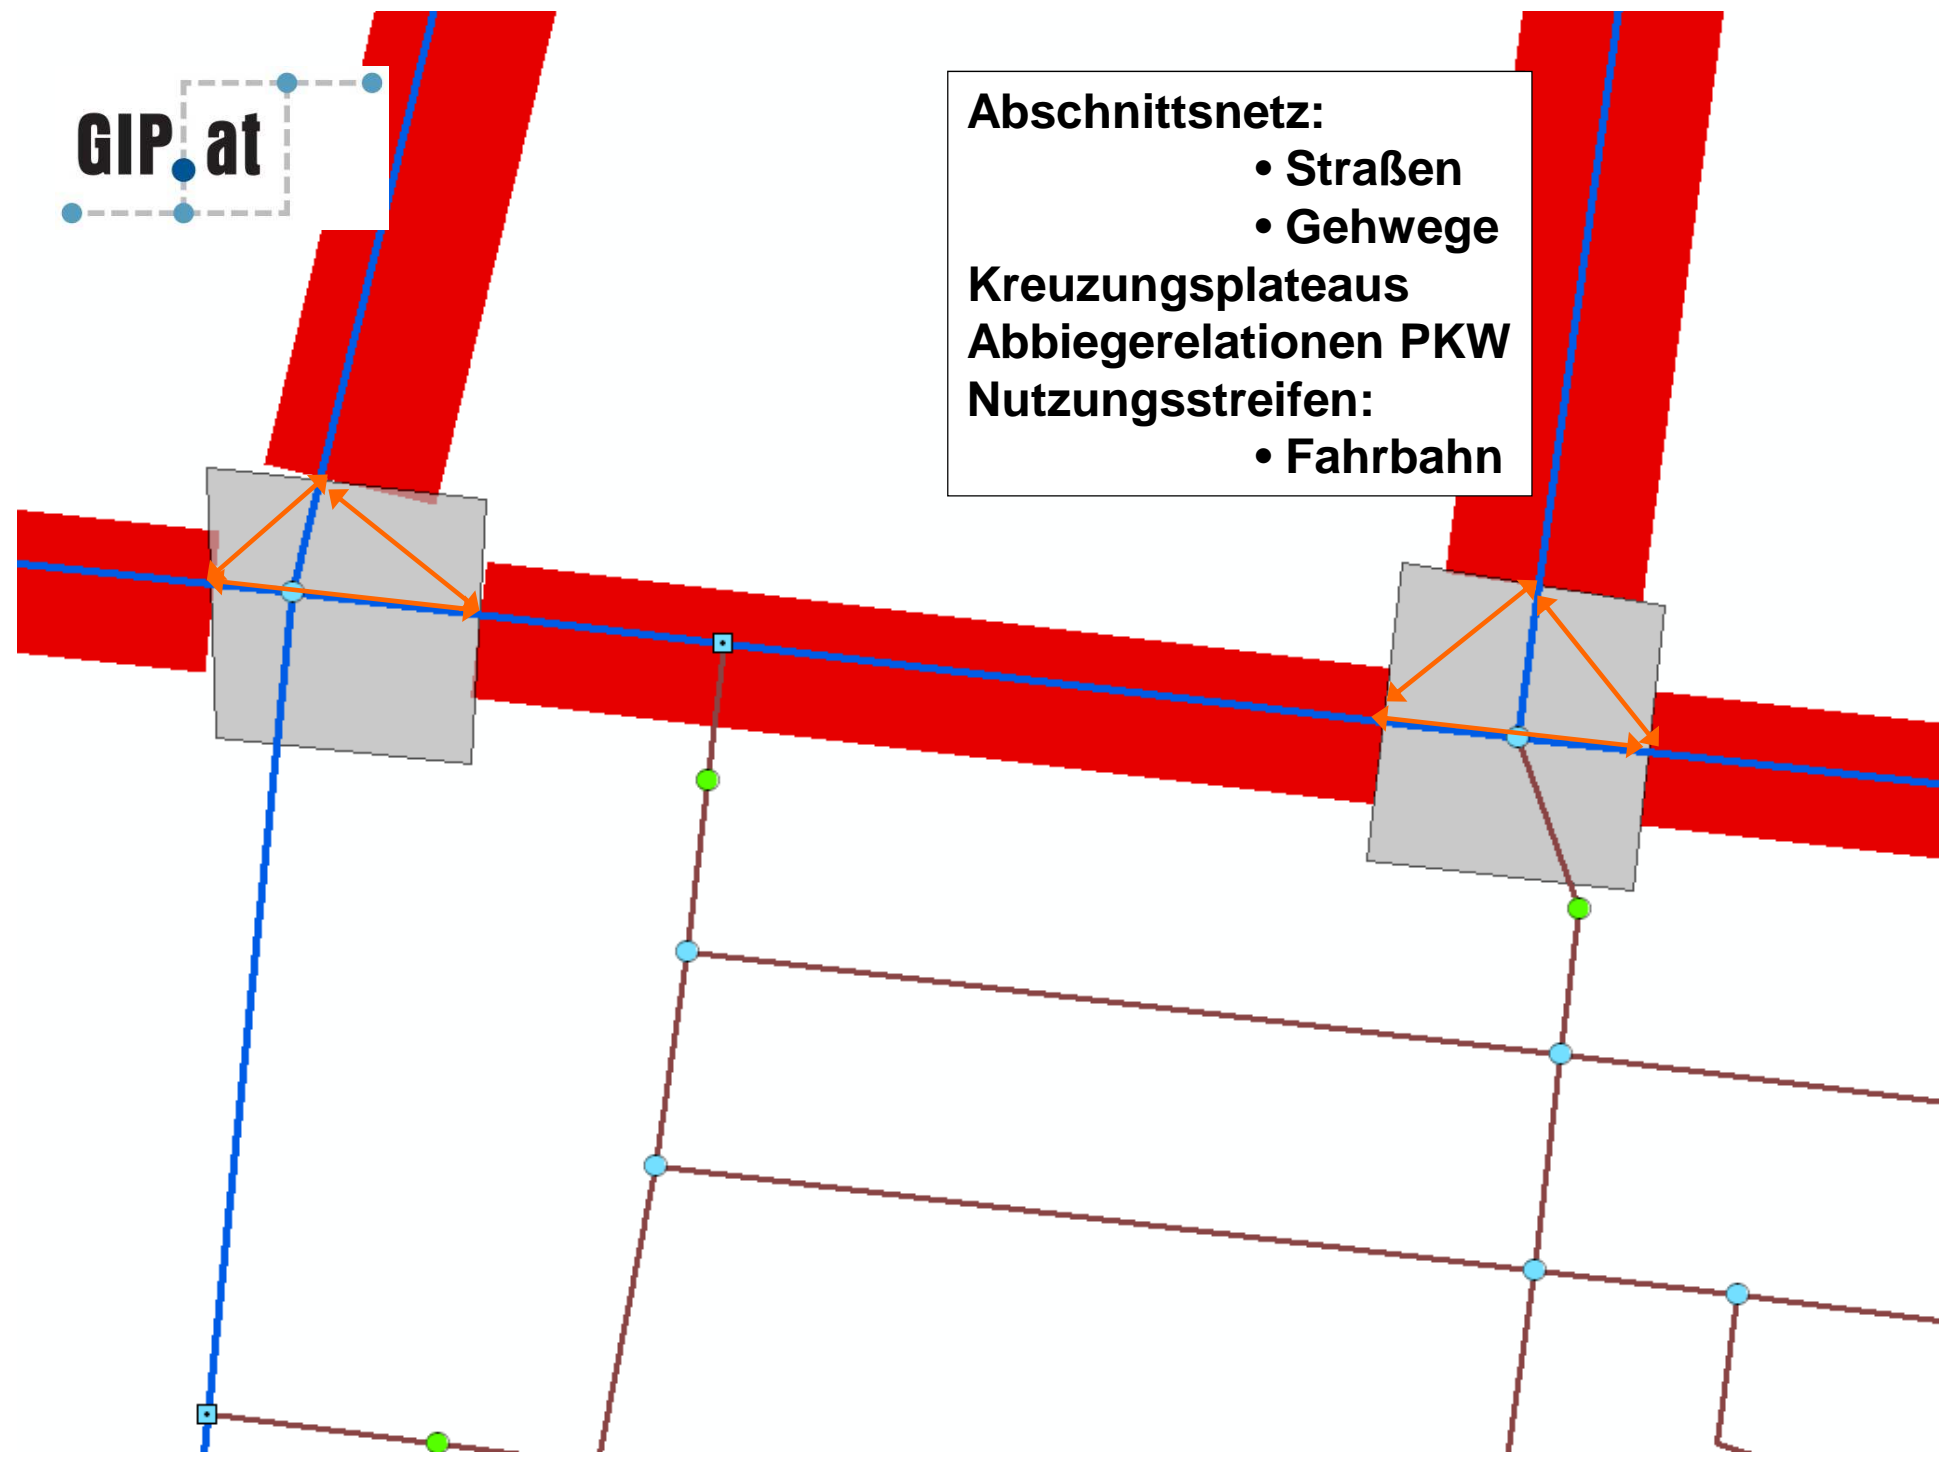 GIP.at
Abschnittsnetz:
• Straßen
• Gehwege
Kreuzungsplateaus
Abbiegerelationen PKW
Nutzungsstreifen:
• Fahrbahn